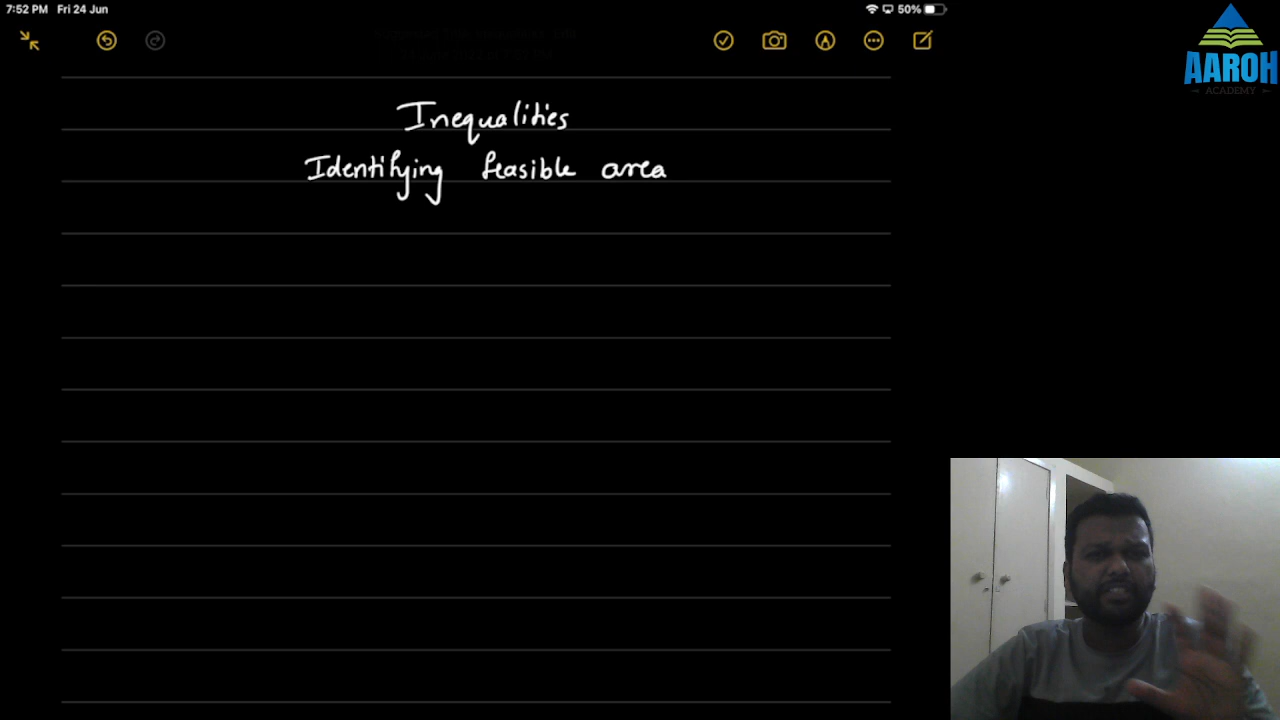 7:52 PM Fri 24 Jun
50%
AAROH
ACADEMY
Inequalities
Identifying feasible area